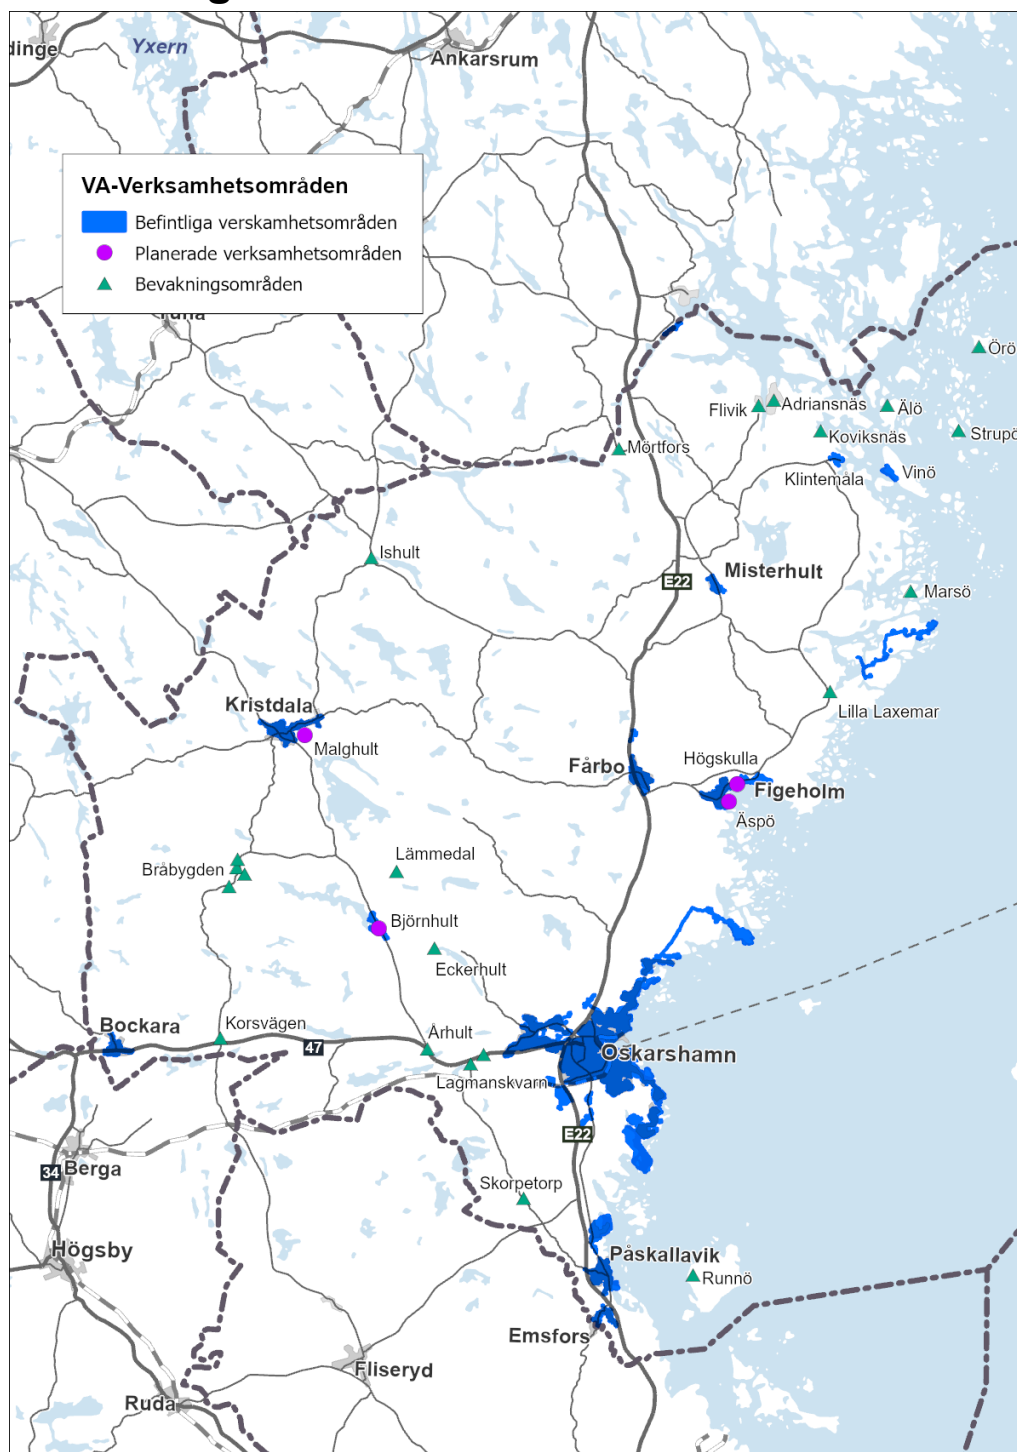 dinge
Yxern
Ankarsrum
VA-Verksamhetsområden
Befintliga verskamhetsområden
Planerade verksamhetsområden
Bevakningsområden
Örö
Flivik
Adriansnäs
Älö
Strupö
Koviksnäs
Mörtfors
Klintemåla
Vinö
Ishult
Misterhult
E22
Marsö
Kristdala
Lilla Laxemar
Malghult
Högskulla
Fårbo
Figeholm
Äspö
Lämmedal
Bråbygden
Björnhult
Eckerhult
Korsvägen
Bockara
Århult
47
Oskarshamn
Lagmanskvarn
E22
Berga
34
Skorpetorp
Högsby
Påskallavik
Runnö
Emsfors
Fliseryd
Ruda